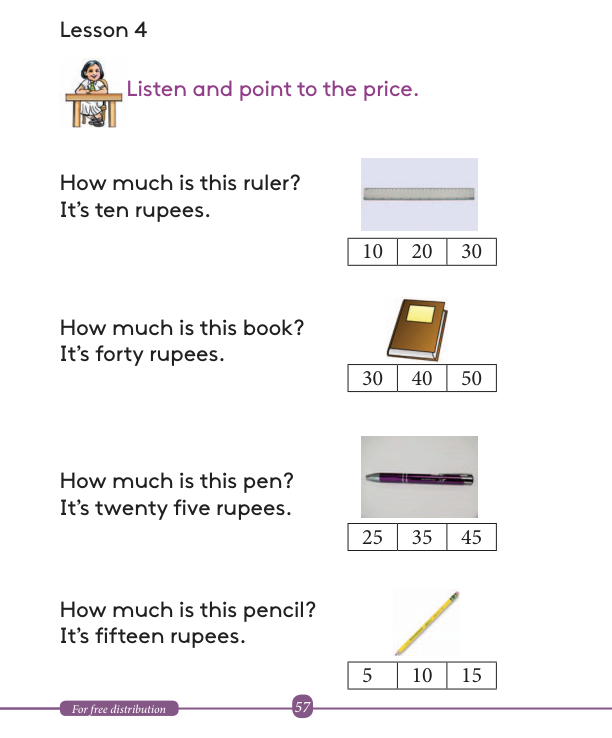 Lesson 4
Listen and point to the price.
How much is this ruler?
It's ten rupees.
10 20 30
How much is this book?
It's forty rupees.
30 40 50
How much is this pen?
It's twenty five rupees.
25 35 45
How much is this pencil?
It's fifteen rupees.
5 10 15
For free distribution
57